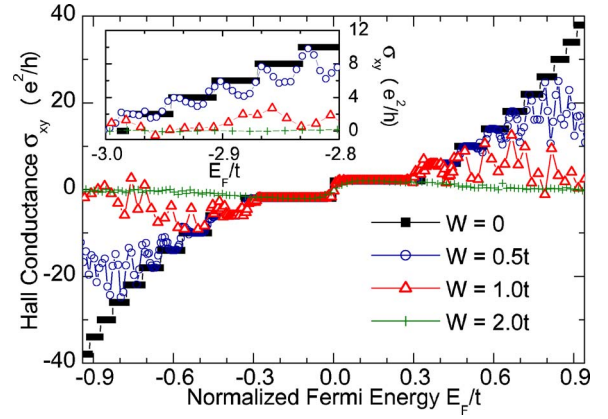 12
8
4
0
σxy (e²/h)
-3.0 -2.9 -2.8
EF/t
40
20
0
-20
-40
Hall Conductance σxy ( e²/h)
W = 0
W = 0.5t
W = 1.0t
W = 2.0t
-0.9 -0.6 -0.3 0.0 0.3 0.6 0.9
Normalized Fermi Energy EF/t